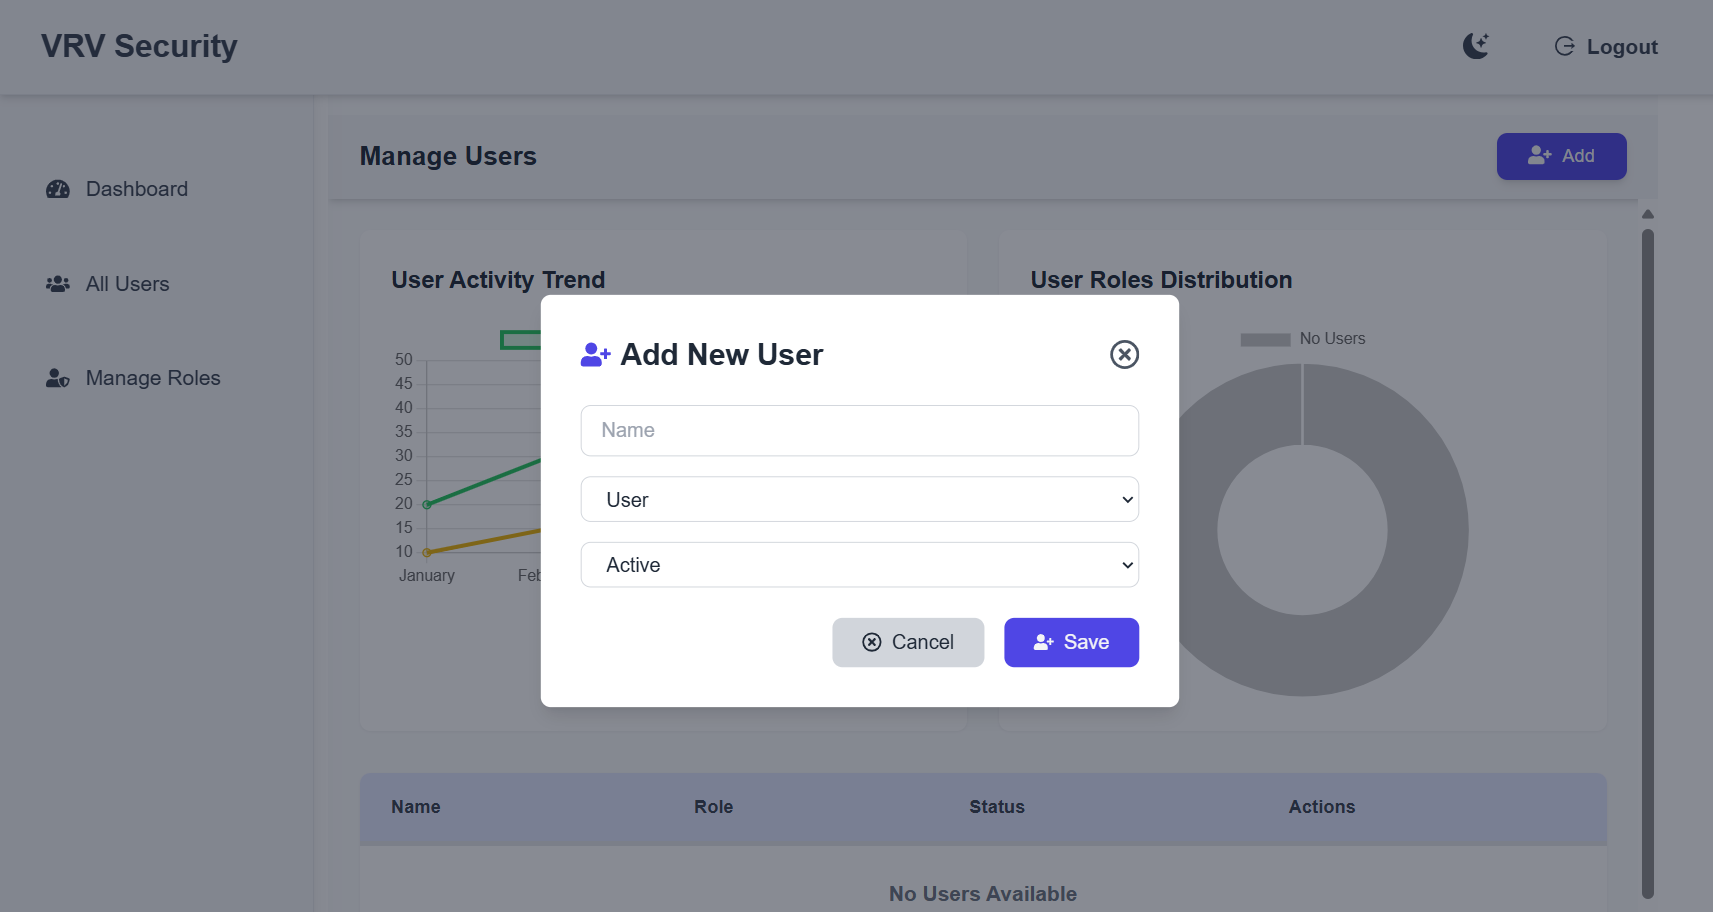 VRV Security
Logout
Dashboard
All Users
Manage Roles
Manage Users
Add
User Activity Trend
50
45
40
35
30
25
20
15
10
January
Feb
User Roles Distribution
No Users
Add New User
Name
User
Active
Cancel
Save
Name Role Status Actions
No Users Available